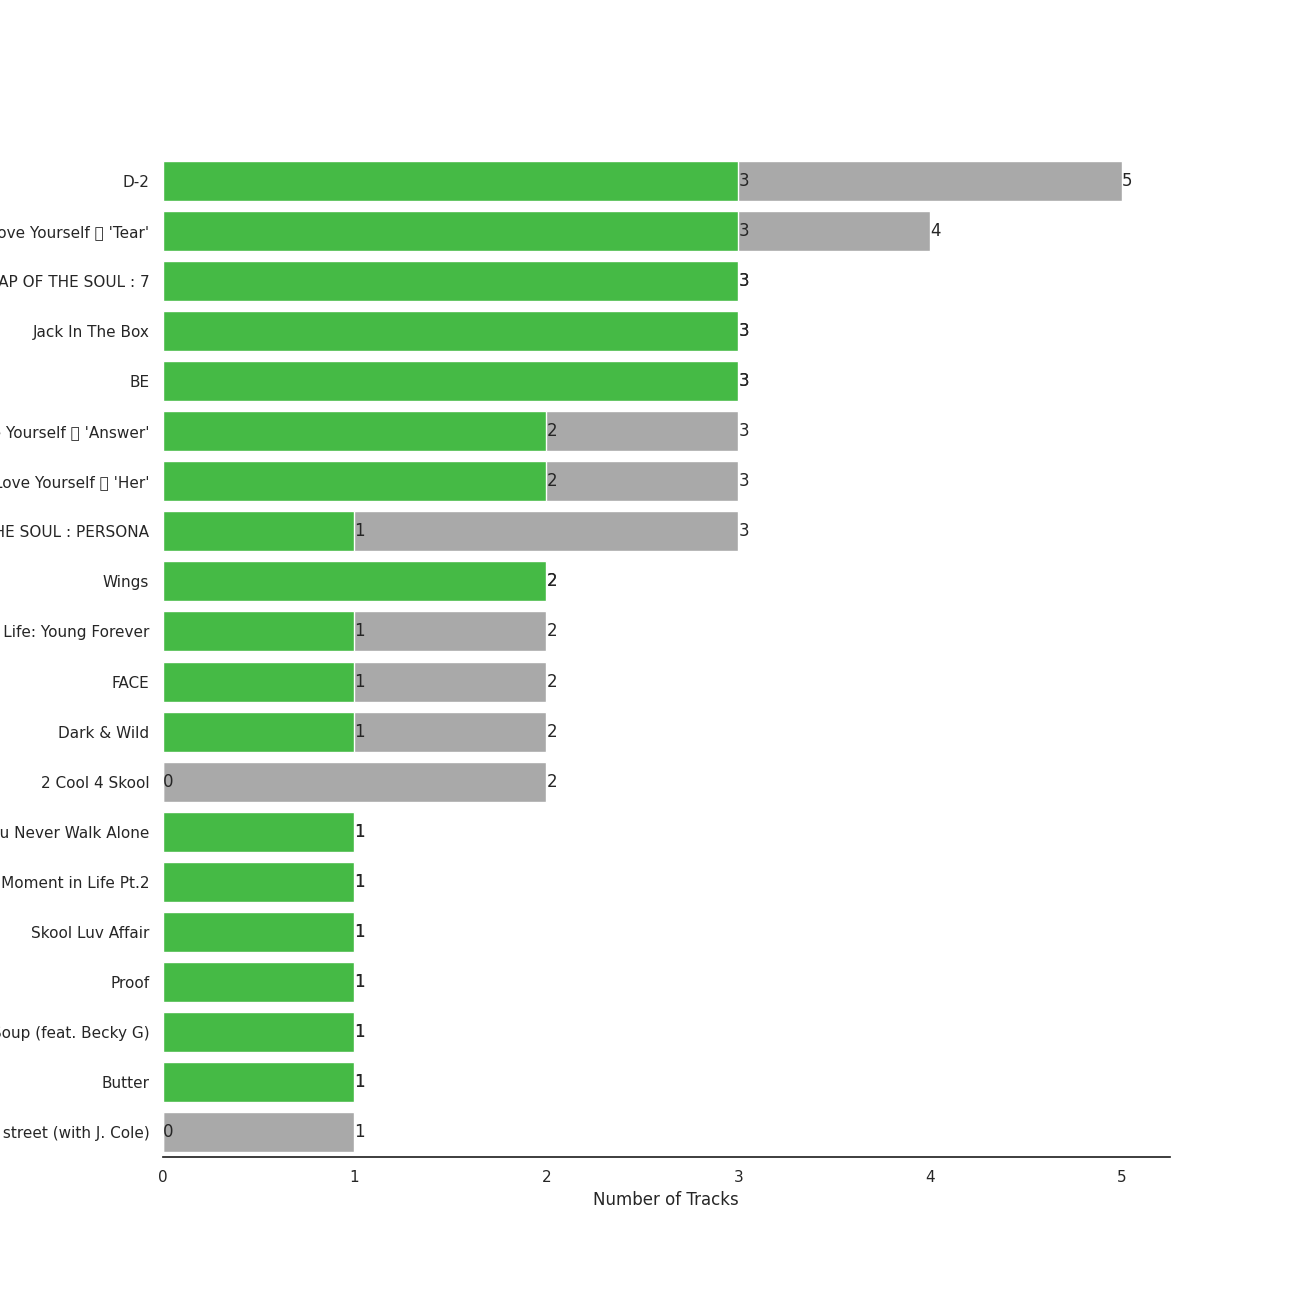 D-2 3 5
ove Yourself 'Tear' 3 4
AP OF THE SOUL : 7 3
Jack In The Box 3
BE 3
Yourself 'Answer' 2 3
Love Yourself 'Her' 2 3
HE SOUL : PERSONA 1 3
Wings 2
Life: Young Forever 1 2
FACE 1 2
Dark & Wild 1 2
2 Cool 4 Skool 0 2
u Never Walk Alone 1
Moment in Life Pt.2 1
Skool Luv Affair 1
Proof 1
Soup (feat. Becky G) 1
Butter 1
street (with J. Cole) 0 1
0 1 2 3 4 5
Number of Tracks